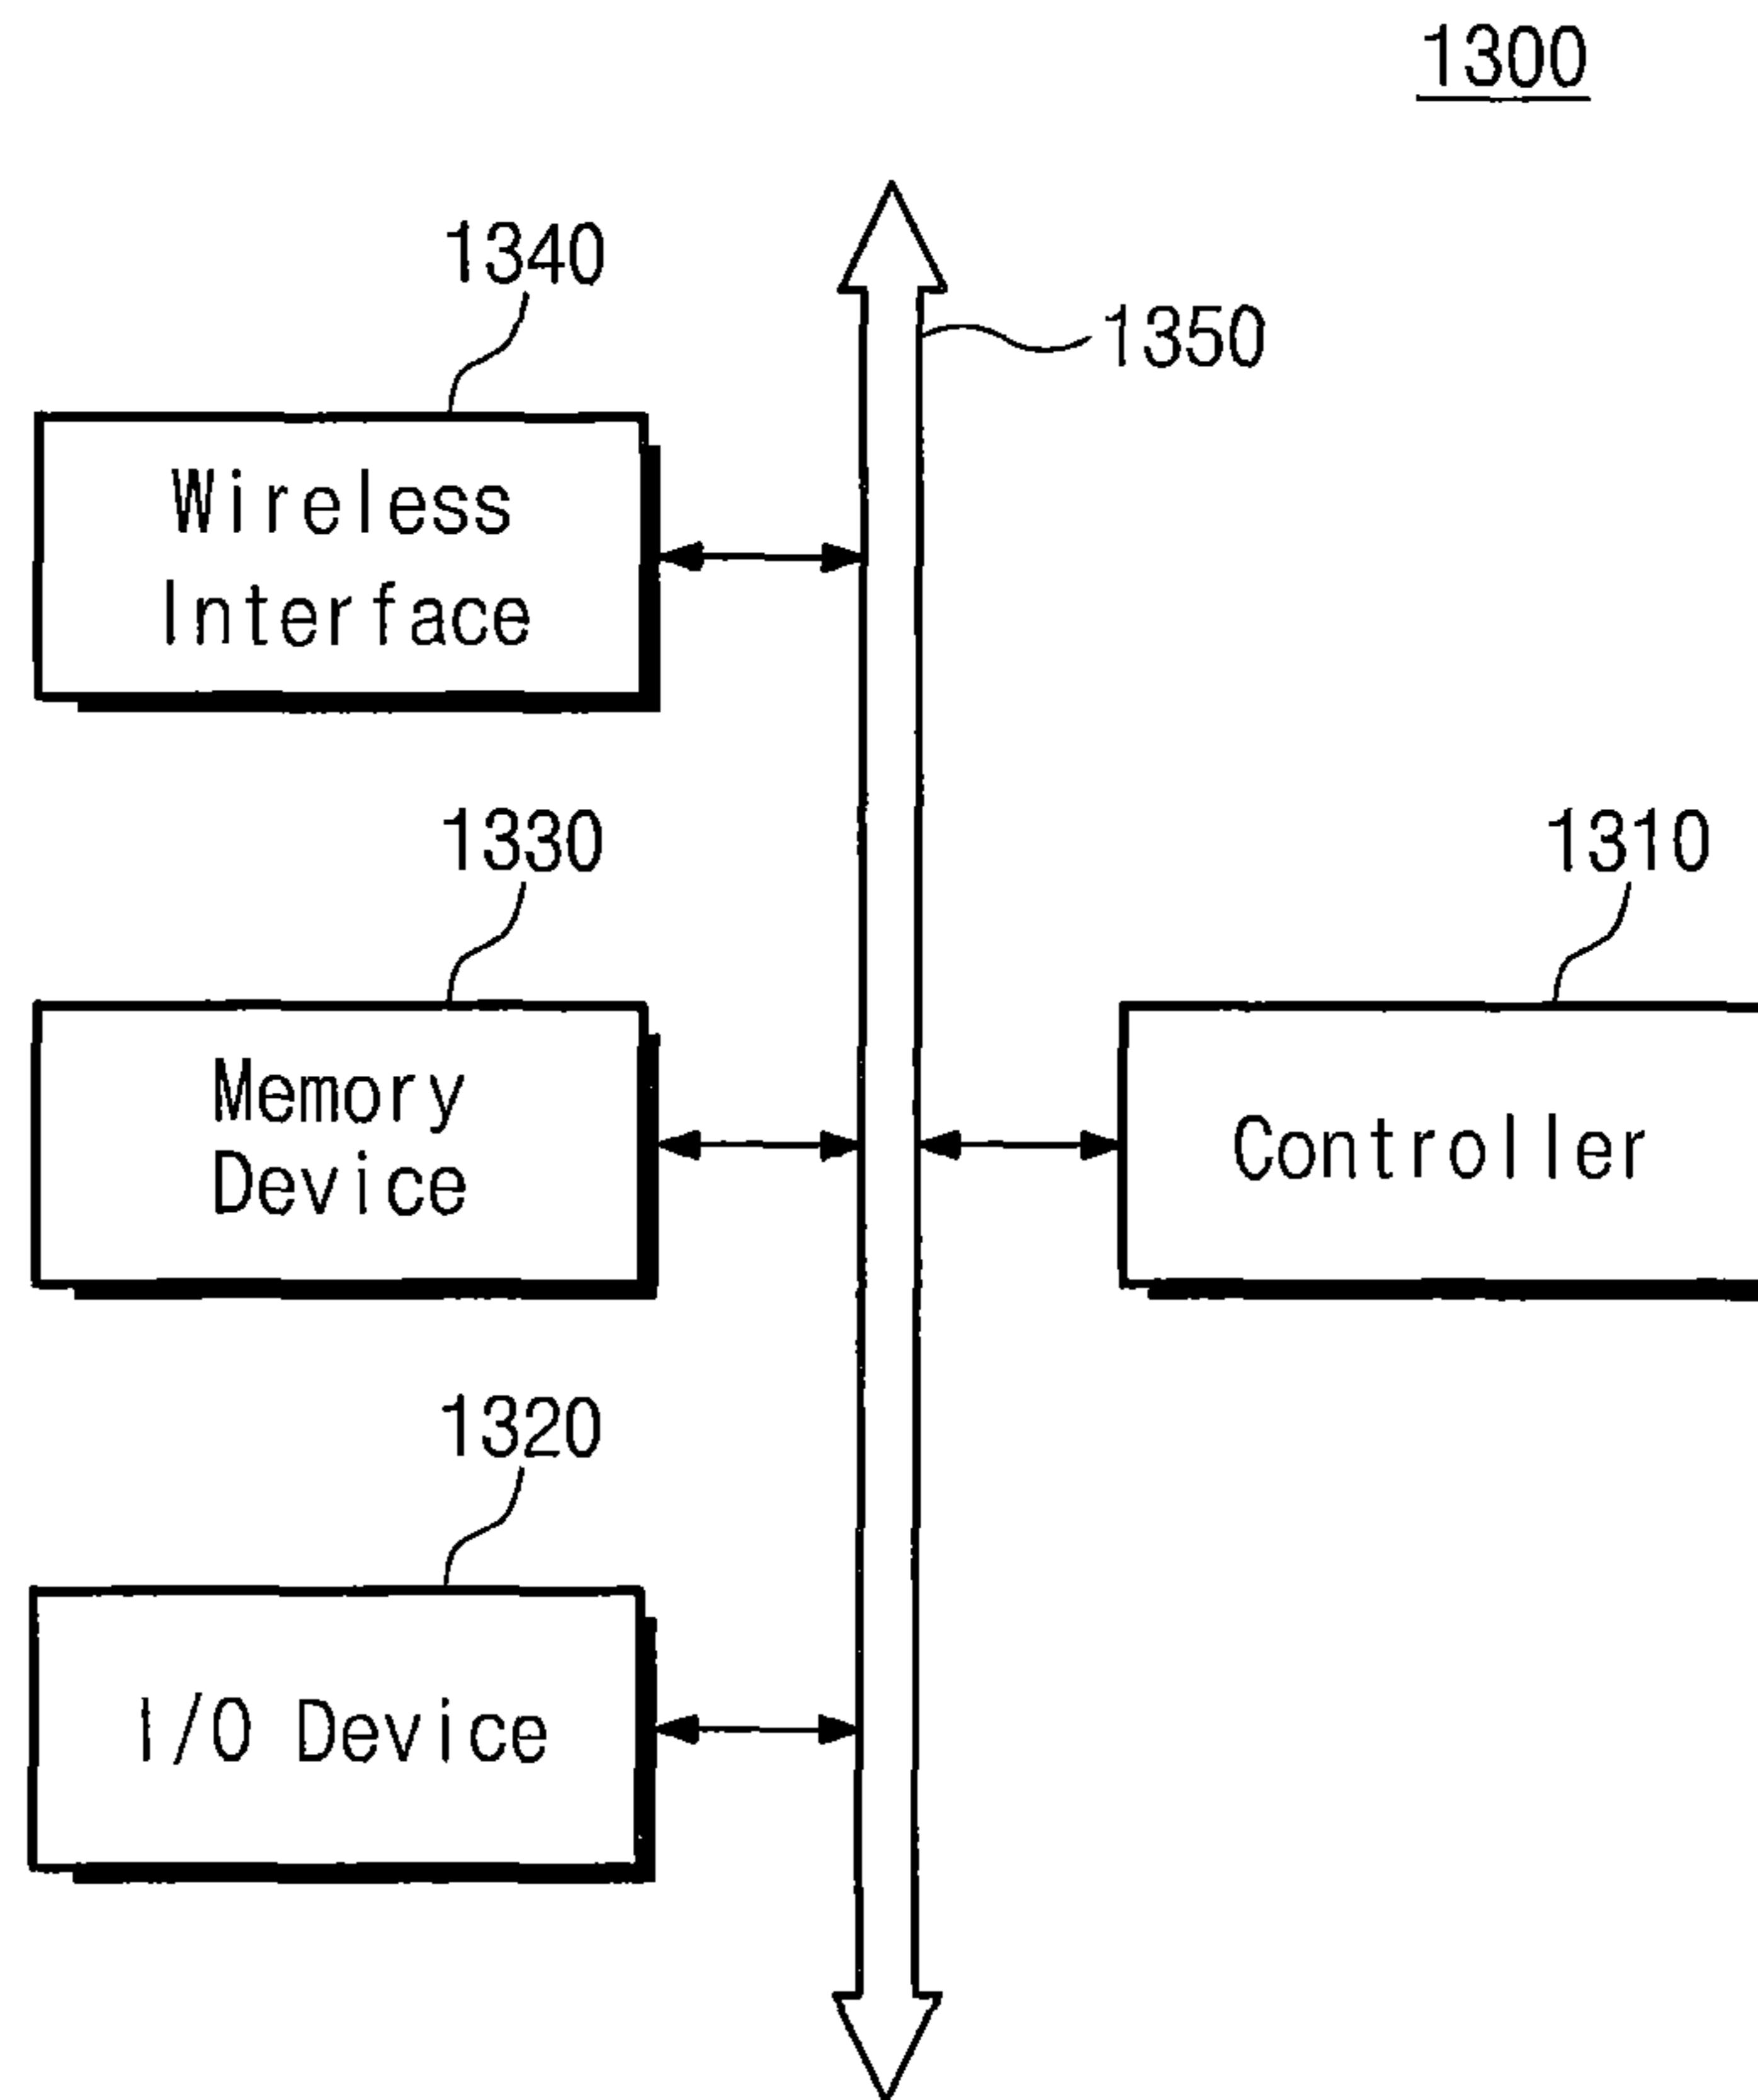 1300
1340
1350
Wireless
Interface
1330
1310
Memory
Device
Controller
1320
I/O Device